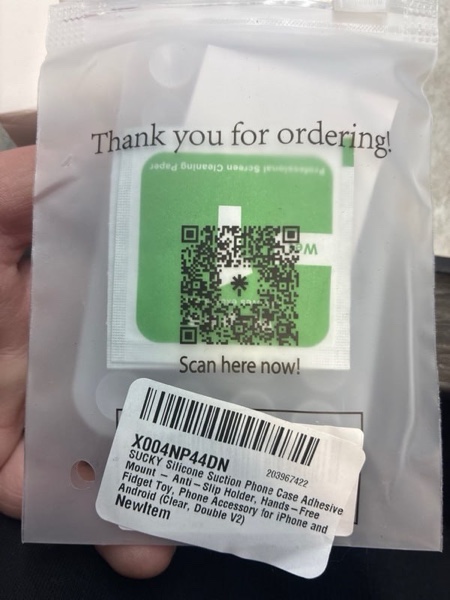 Thank you for ordering!
Professional Screen Cleaning Paper
We
Scan here now!
X004NP44DN
203967422
SUCKY Silicone Suction Phone Case Adhesive
Mount - Anti-Slip Holder, Hands-Free
Fidget Toy, Phone Accessory for iPhone and
Android (Clear, Double V2)
NewItem